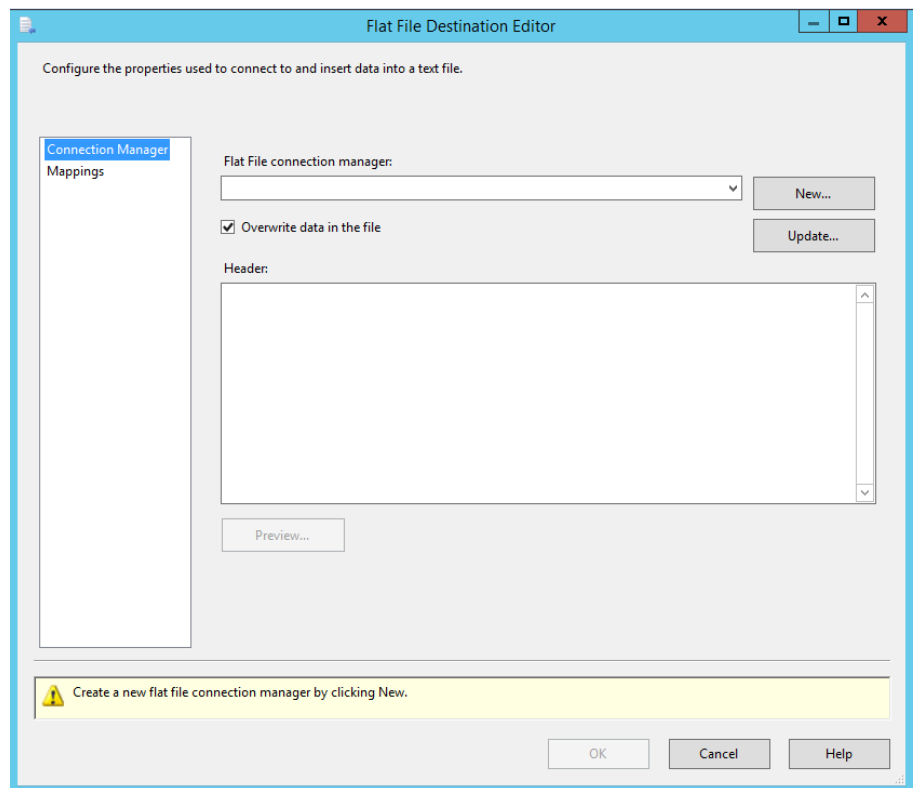 Flat File Destination Editor
Configure the properties used to connect to and insert data into a text file.
Connection Manager
Mappings
Flat File connection manager:
New...
Overwrite data in the file
Update...
Header:
Preview...
Create a new flat file connection manager by clicking New.
OK
Cancel
Help